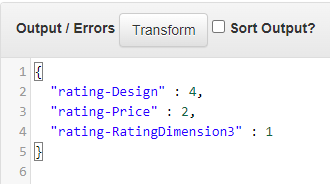 Output / Errors Transform Sort Output?
1 {
2 "rating-Design" : 4,
3 "rating-Price" : 2,
4 "rating-RatingDimension3" : 1
5 }
6